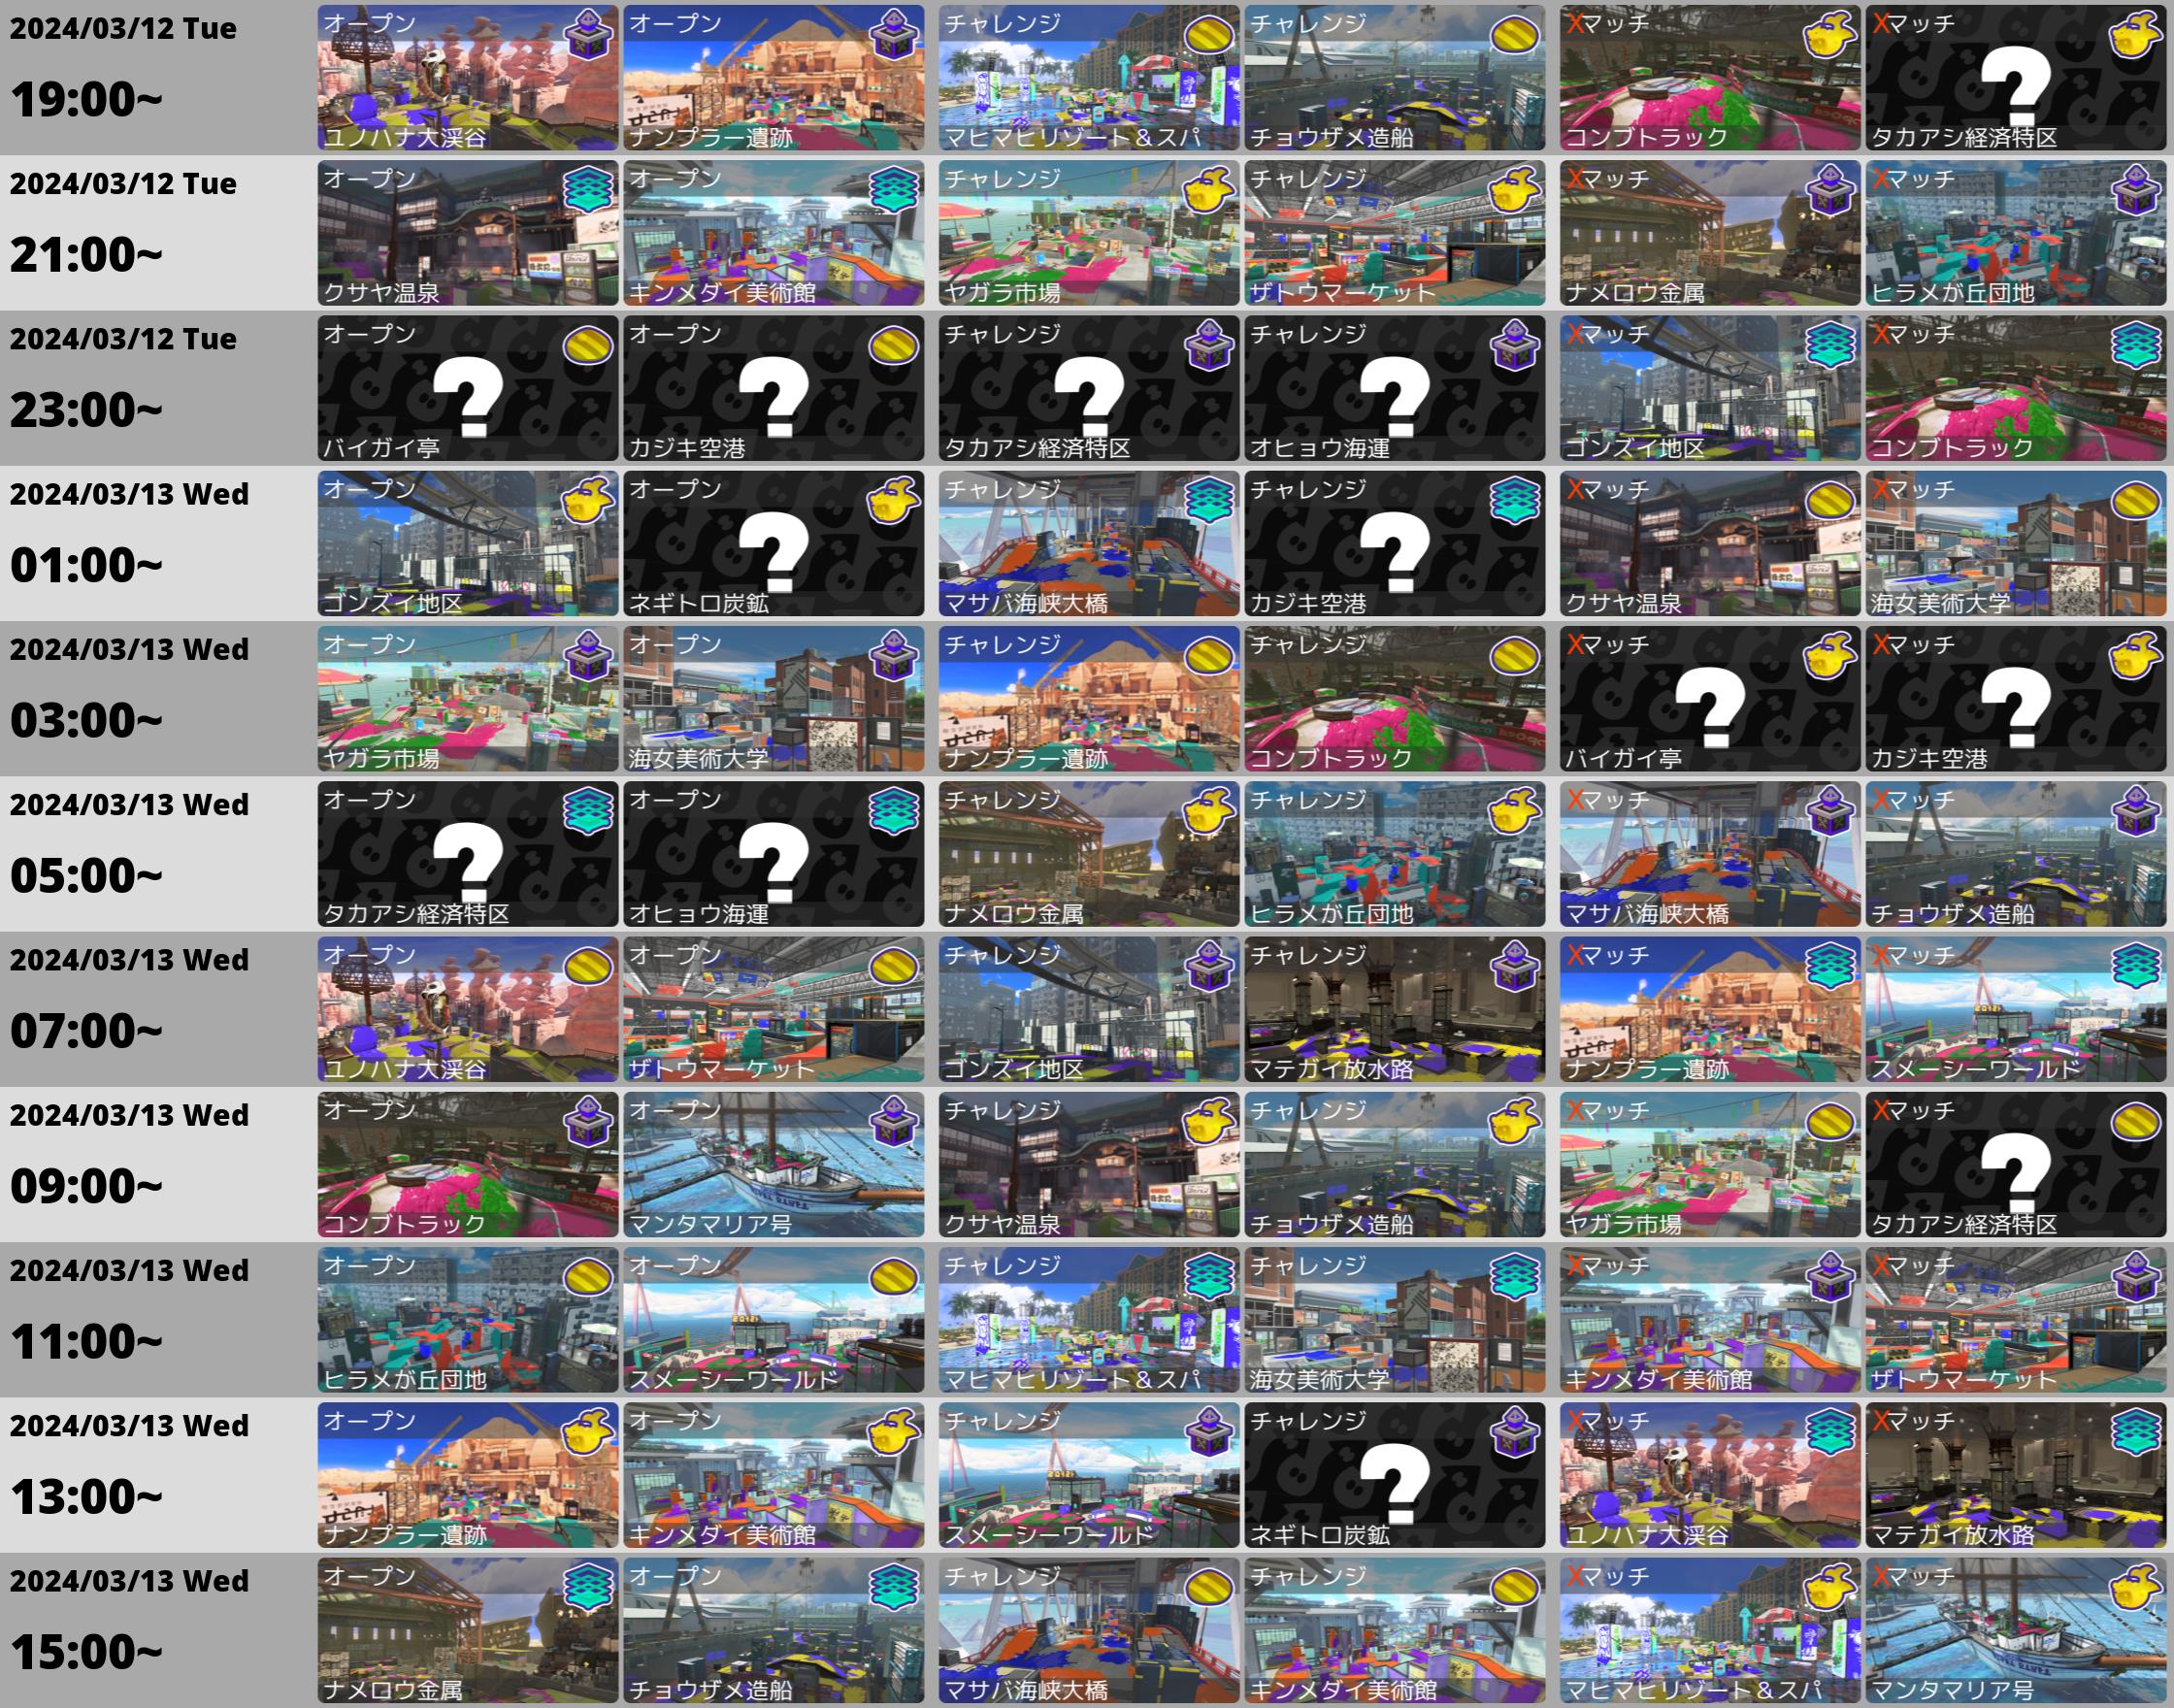 2024/03/12 Tue
19:00~
オープン
ユノハナ大渓谷
オープン
ナンプラー遺跡
チャレンジ
マヒマヒリゾート＆スパ
チャレンジ
チョウザメ造船
Xマッチ
コンブトラック
Xマッチ
タカアシ経済特区
2024/03/12 Tue
21:00~
オープン
クサヤ温泉
オープン
キンメダイ美術館
チャレンジ
ヤガラ市場
チャレンジ
ザトウマーケット
Xマッチ
ナメロウ金属
Xマッチ
ヒラメが丘団地
2024/03/12 Tue
23:00~
オープン
バイガイ亭
オープン
カジキ空港
チャレンジ
タカアシ経済特区
チャレンジ
オヒョウ海運
Xマッチ
ゴンズイ地区
Xマッチ
コンブトラック
2024/03/13 Wed
01:00~
オープン
ゴンズイ地区
オープン
ネギトロ炭鉱
チャレンジ
マサバ海峡大橋
チャレンジ
カジキ空港
Xマッチ
クサヤ温泉
Xマッチ
海女美術大学
2024/03/13 Wed
03:00~
オープン
ヤガラ市場
オープン
海女美術大学
チャレンジ
ナンプラー遺跡
チャレンジ
コンブトラック
Xマッチ
バイガイ亭
Xマッチ
カジキ空港
2024/03/13 Wed
05:00~
オープン
タカアシ経済特区
オープン
オヒョウ海運
チャレンジ
ナメロウ金属
チャレンジ
ヒラメが丘団地
Xマッチ
マサバ海峡大橋
Xマッチ
チョウザメ造船
2024/03/13 Wed
07:00~
オープン
ユノハナ大渓谷
オープン
ザトウマーケット
チャレンジ
ゴンズイ地区
チャレンジ
マテガイ放水路
Xマッチ
ナンプラー遺跡
Xマッチ
スメーシーワールド
2024/03/13 Wed
09:00~
オープン
コンブトラック
オープン
マンタマリア号
チャレンジ
クサヤ温泉
チャレンジ
チョウザメ造船
Xマッチ
ヤガラ市場
Xマッチ
タカアシ経済特区
2024/03/13 Wed
11:00~
オープン
ヒラメが丘団地
オープン
スメーシーワールド
チャレンジ
マヒマヒリゾート＆スパ
チャレンジ
海女美術大学
Xマッチ
キンメダイ美術館
Xマッチ
ザトウマーケット
2024/03/13 Wed
13:00~
オープン
ナンプラー遺跡
オープン
キンメダイ美術館
チャレンジ
スメーシーワールド
チャレンジ
ネギトロ炭鉱
Xマッチ
ユノハナ大渓谷
Xマッチ
マテガイ放水路
2024/03/13 Wed
15:00~
オープン
ナメロウ金属
オープン
チョウザメ造船
チャレンジ
マサバ海峡大橋
チャレンジ
キンメダイ美術館
Xマッチ
マヒマヒリゾート＆スパ
Xマッチ
マンタマリア号